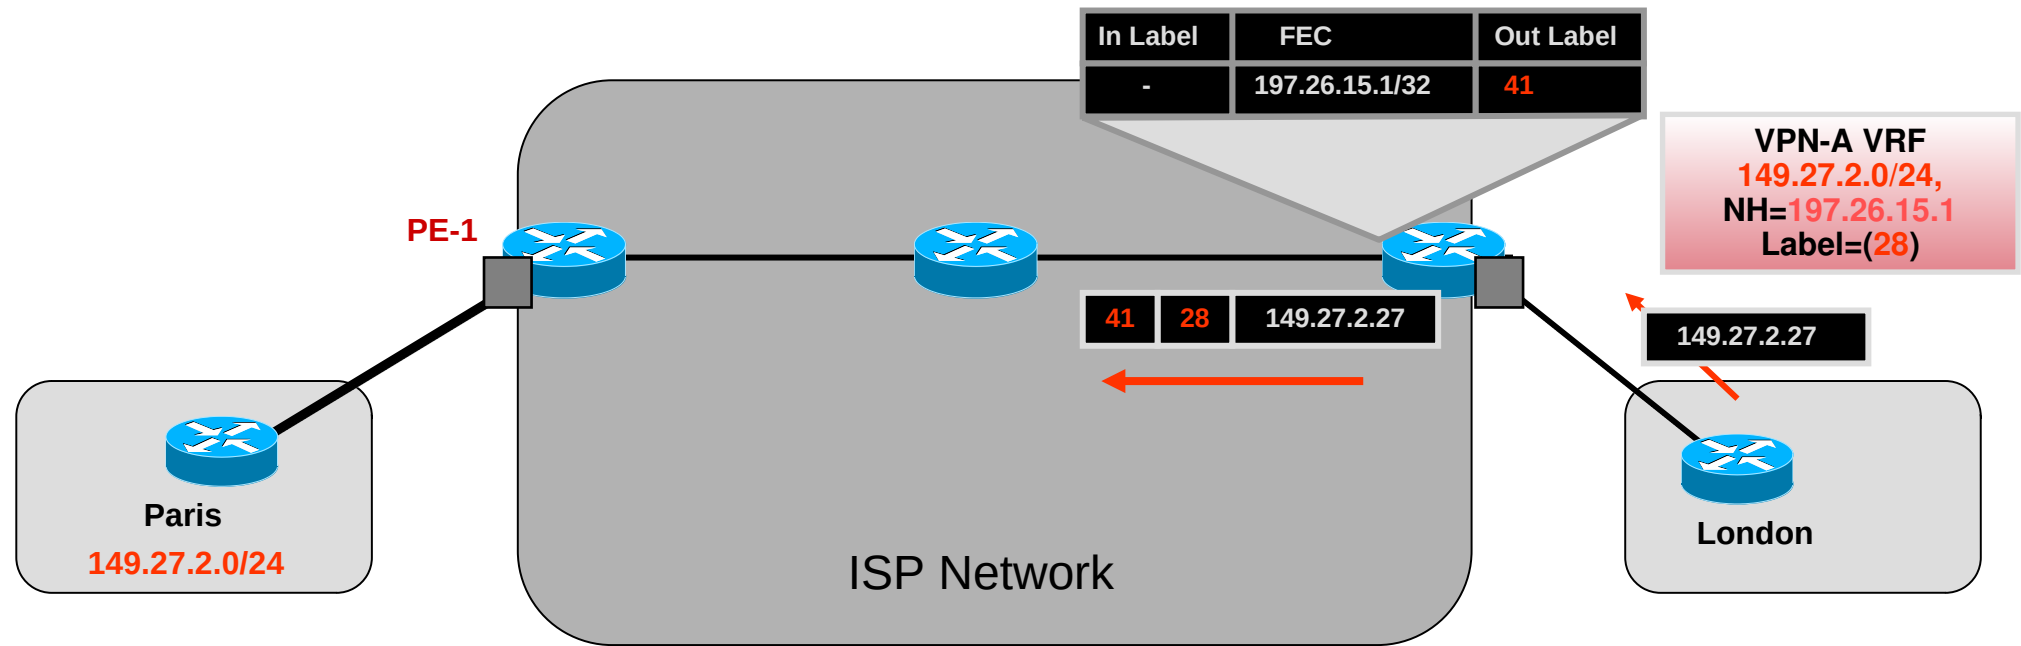 In Label FEC Out Label
- 197.26.15.1/32 41
VPN-A VRF
149.27.2.0/24,
NH=197.26.15.1
Label=(28)
PE-1
41 28 149.27.2.27
149.27.2.27
Paris
149.27.2.0/24
London
ISP Network